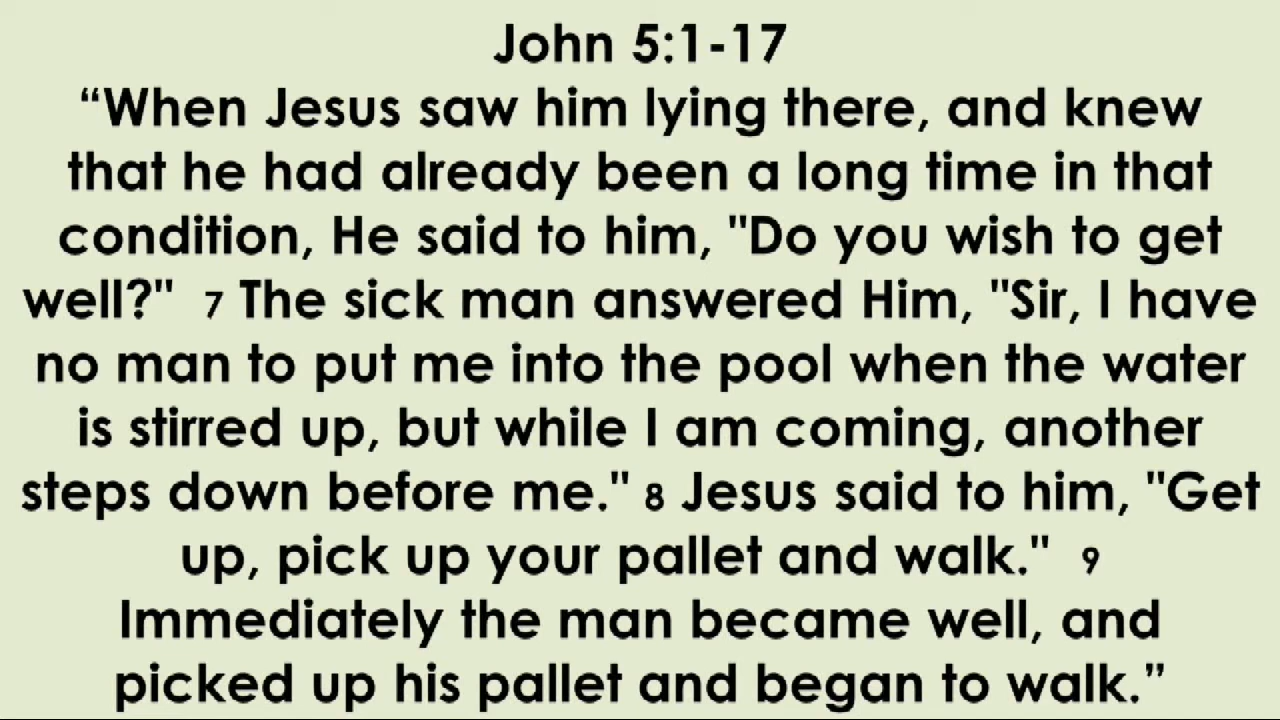 John 5:1-17
“When Jesus saw him lying there, and knew
that he had already been a long time in that
condition, He said to him, "Do you wish to get
well?" 7 The sick man answered Him, "Sir, I have
no man to put me into the pool when the water
is stirred up, but while I am coming, another
steps down before me." 8 Jesus said to him, "Get
up, pick up your pallet and walk." 9
Immediately the man became well, and
picked up his pallet and began to walk.”